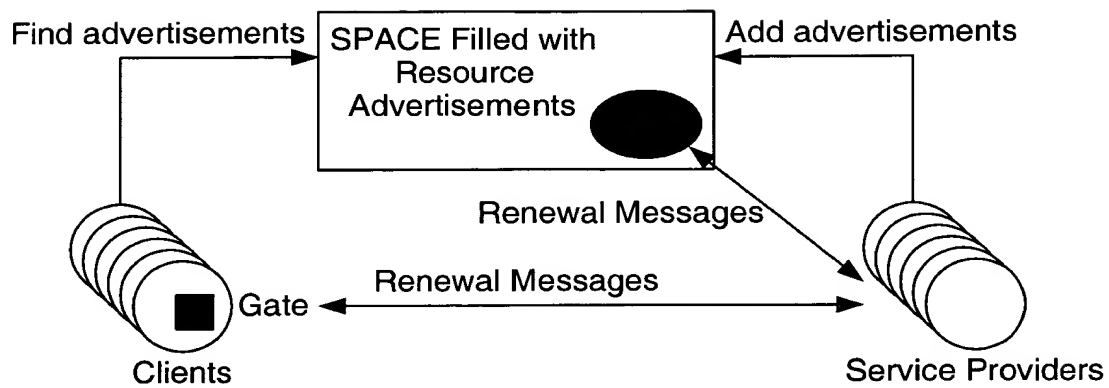 Find advertisements
SPACE Filled with
Resource
Advertisements
Add advertisements
Renewal Messages
Renewal Messages
Gate
Clients
Service Providers